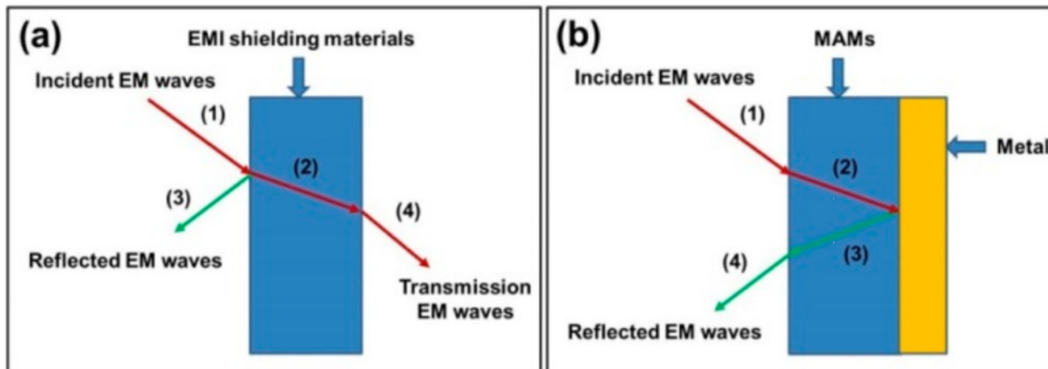 (a)
EMI shielding materials
Incident EM waves
(1)
(2)
(3)
(4)
Reflected EM waves
Transmission
EM waves
(b)
MAMs
Incident EM waves
(1)
Metal
(2)
(3)
(4)
Reflected EM waves